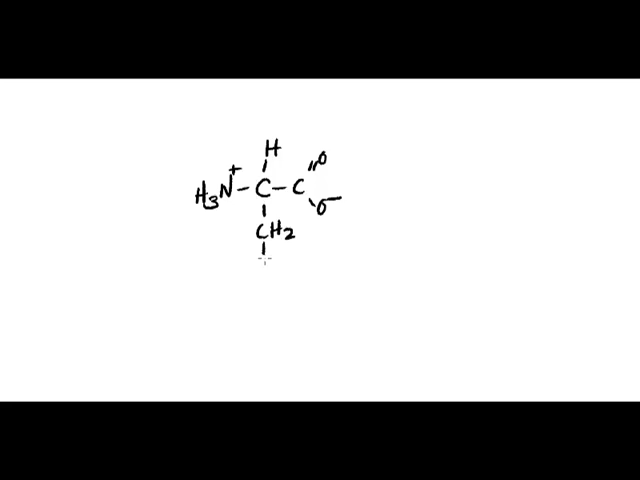 H
H3N+ - C - C =O
O-
CH2